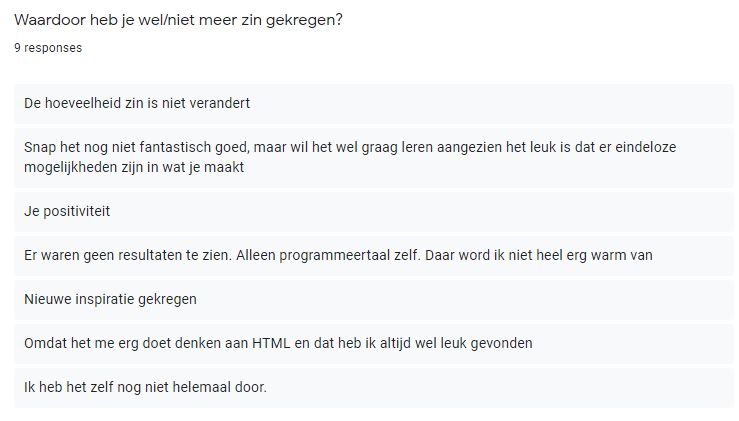 Waardoor heb je wel/niet meer zin gekregen?
9 responses
De hoeveelheid zin is niet verandert
Snap het nog niet fantastisch goed, maar wil het wel graag leren aangezien het leuk is dat er eindeloze
mogelijkheden zijn in wat je maakt
Je positiviteit
Er waren geen resultaten te zien. Alleen programmeertaal zelf. Daar word ik niet heel erg warm van
Nieuwe inspiratie gekregen
Omdat het me erg doet denken aan HTML en dat heb ik altijd wel leuk gevonden
Ik heb het zelf nog niet helemaal door.